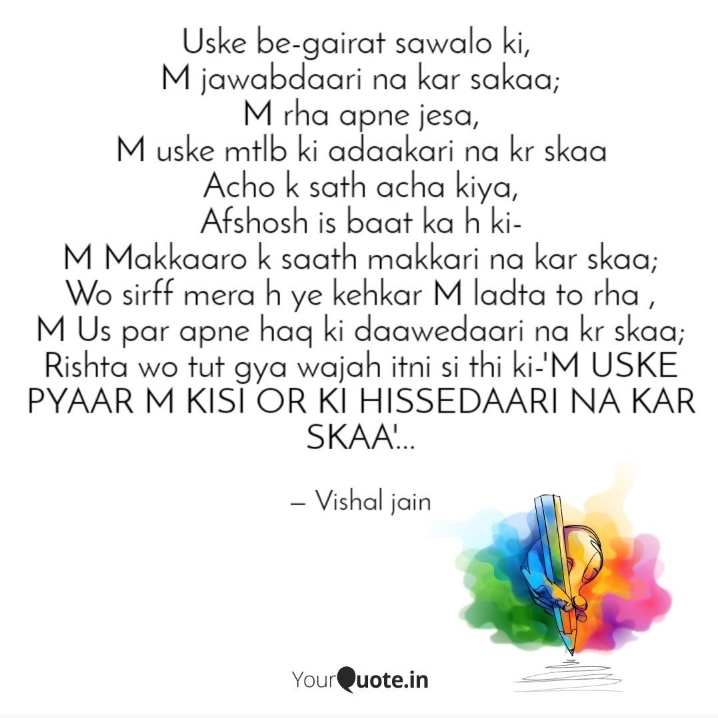 Uske be-gairat sawalo ki,
M jawabdaari na kar sakaa;
M rha apne jesa,
M uske mtlb ki adaakari na kr skaa
Acho k sath acha kiya,
Afshosh is baat ka h ki-
M Makkaaro k saath makkari na kar skaa;
Wo sirff mera h ye kehkar M ladta to rha ,
M Us par apne haq ki daawedaari na kr skaa;
Rishta wo tut gya wajah itni si thi ki-'M USKE
PYAAR M KISI OR KI HISSEDAARI NA KAR
SKAA'...
– Vishal jain
YourQuote.in